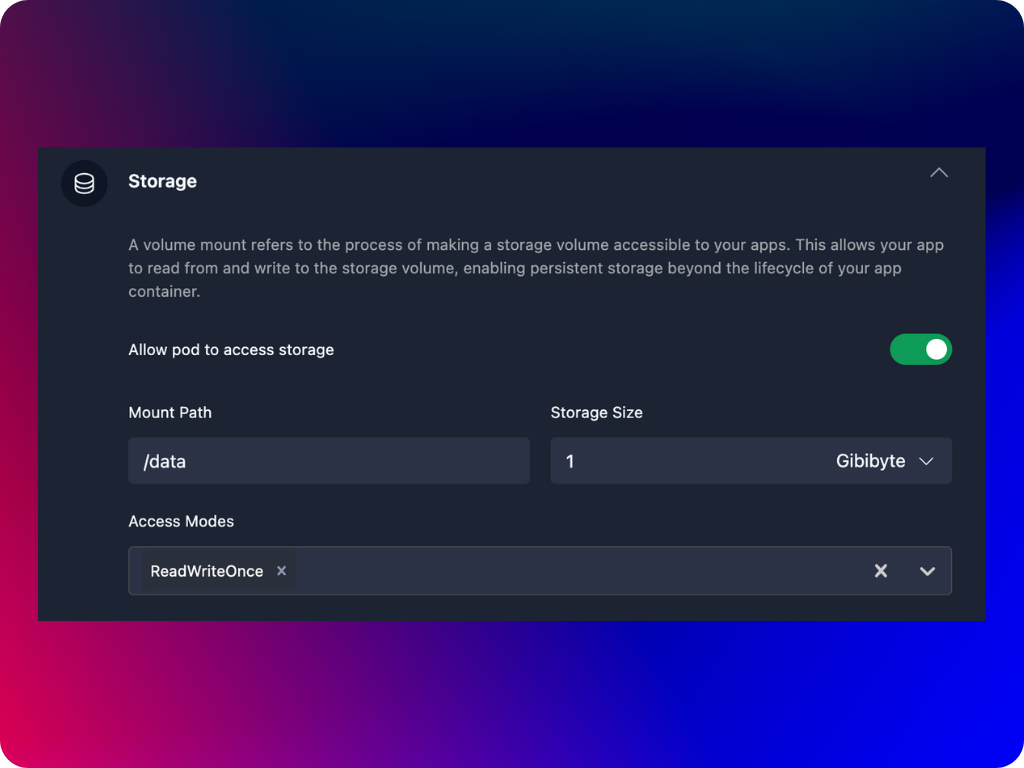 Storage
A volume mount refers to the process of making a storage volume accessible to your apps. This allows your app
to read from and write to the storage volume, enabling persistent storage beyond the lifecycle of your app
container.
Allow pod to access storage
Mount Path
Storage Size
/data
1
Gibibyte
Access Modes
ReadWriteOnce